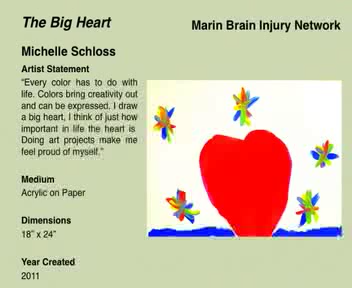 The Big Heart
Marin Brain Injury Network
Michelle Schloss
Artist Statement
“Every color has to do with
life. Colors bring creativity out
and can be expressed. I draw
a big heart, I think of just how
important in life the heart is
Doing art projects make me
feel proud of myself.”
Medium
Acrylic on Paper
Dimensions
18” x 24”
Year Created
2011